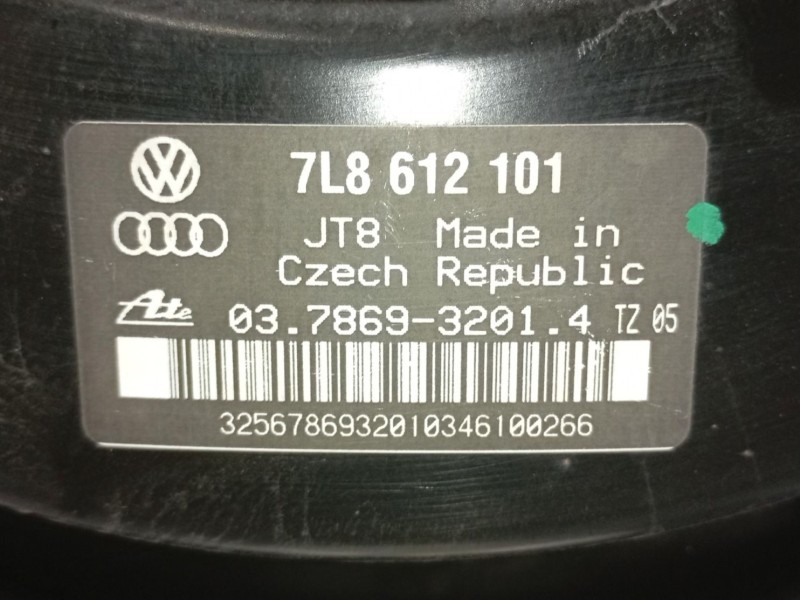 7L8 612 101
JT8 Made in
Czech Republic
Ate 03.7869-3201.4 TZ 05
3256786932010346100266